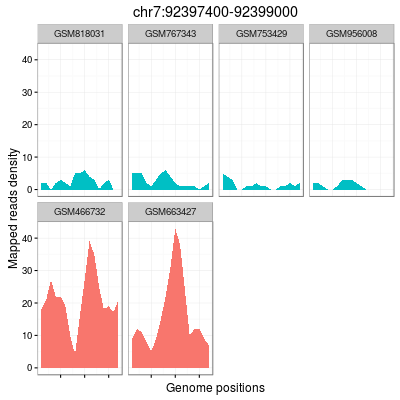 chr7:92397400-92399000
GSM818031 GSM767343 GSM753429 GSM956008
40
30
20
10
0
GSM466732 GSM663427
40
30
20
10
0
Mapped reads density
Genome positions